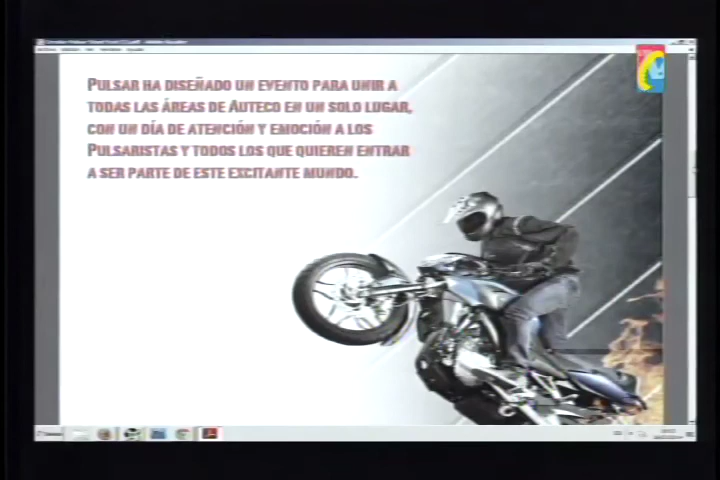 PULSAR HA DISEÑADO UN EVENTO PARA UNIR A
TODAS LAS ÁREAS DE AUTECO EN UN SOLO LUGAR,
CON UN DÍA DE ATENCIÓN Y EMOCIÓN A LOS
PULSARISTAS Y TODOS LOS QUE QUIEREN ENTRAR
A SER PARTE DE ESTE EXCITANTE MUNDO.